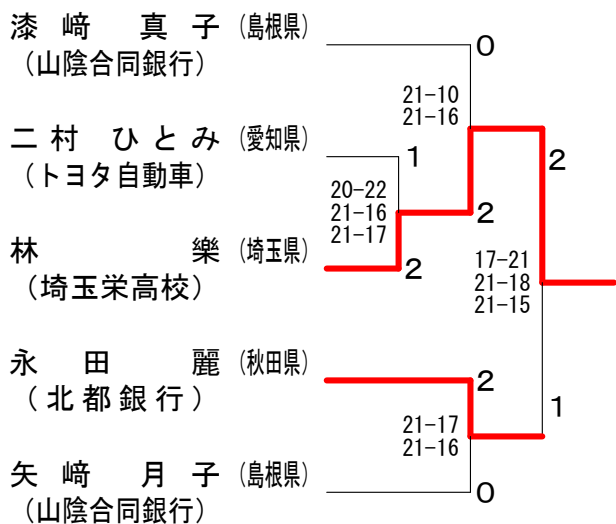 漆﨑 真子 (島根県)
0
(山陰合同銀行)
21-10
21-16
二村 ひとみ (愛知県)
1
2
(トヨタ自動車)
20-22
21-16
21-17
2
林 樂 (埼玉県)
2
17-21
21-18
21-15
(埼玉栄高校)
永田 麗 (秋田県)
2
(北都銀行)
1
21-17
21-16
矢﨑 月子 (島根県)
0
(山陰合同銀行)